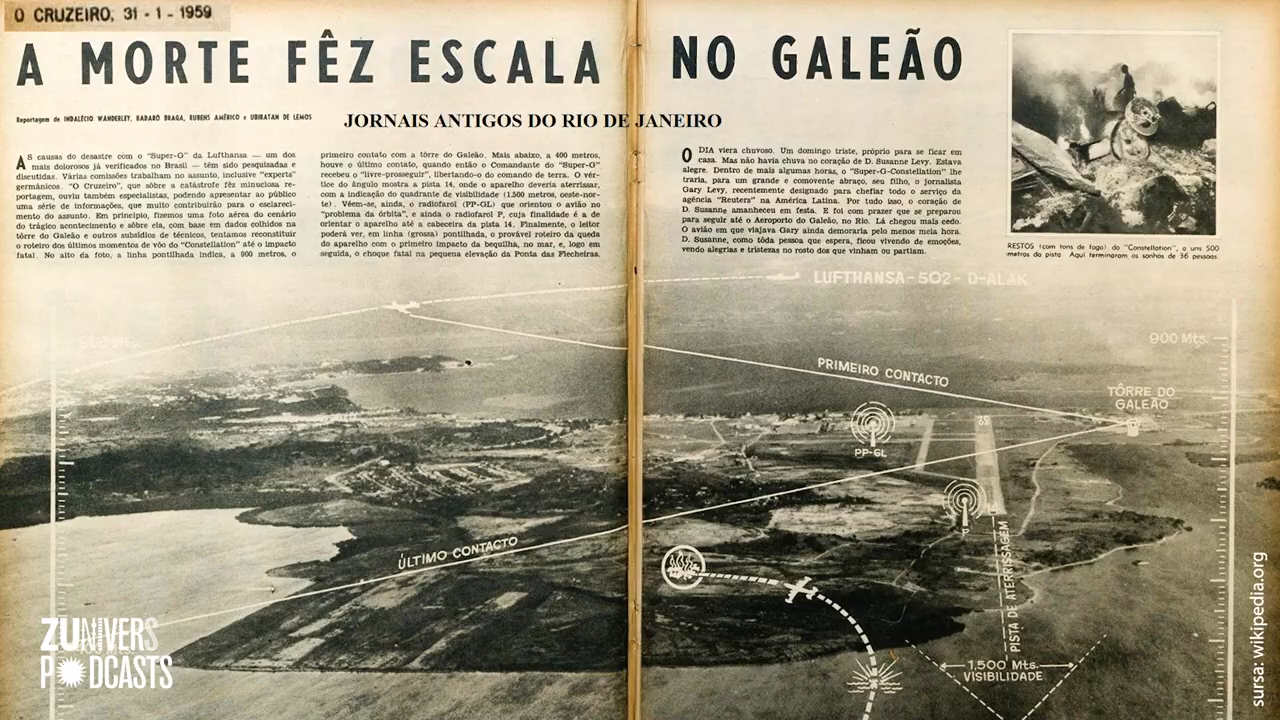 O CRUZEIRO, 31 - 1 - 1959
A MORTE FÊZ ESCALA NO GALEÃO
Reportagem de INDALÉCIO WANDERLEY, BADARÓ BRAGA, RUBENS AMÉRICO e UBIRATAN DE LEMOS
JORNAIS ANTIGOS DO RIO DE JANEIRO
AS causas do desastre com o "Super-G" da Lufthansa — um dos
mais dolorosos já verificados no Brasil — têm sido pesquisadas e
discutidas. Várias comissões trabalham no assunto, inclusive "experts"
germânicos. "O Cruzeiro", que sôbre a catástrofe fêz minuciosa re-
portagem, ouviu também especialistas, podendo apresentar ao público
uma série de informações, que muito contribuirão para o esclareci-
mento do assunto. Em princípio, fizemos uma foto aérea do cenário
do trágico acontecimento e sôbre ela, com base em dados colhidos na
tôrre do Galeão e outros subsídios de técnicos, tentamos reconstituir
o roteiro dos últimos momentos de vôo do "Constellation" até o impacto
fatal. No alto da foto, a linha pontilhada indica, a 900 metros, o
primeiro contato com a tôrre do Galeão. Mais abaixo, a 400 metros,
houve o último contato, quando então o Comandante do "Super-G"
recebeu o "livre-prosseguir", libertando-o do comando de terra. O vér-
tice do ângulo mostra a pista 14, onde o aparelho deveria aterrissar,
com a indicação do quadrante de visibilidade (1.500 metros, oeste-nor-
te). Vêem-se, ainda, o radiofarol (PP-GL) que orientou o avião no
"problema da órbita", e ainda o radiofarol P, cuja finalidade é a de
orientar o aparelho até a cabeceira da pista 14. Finalmente, o leitor
poderá ver, em linha (grossa) pontilhada, o provável roteiro da queda
do aparelho com o primeiro impacto da bequilha, no mar, e, logo em
seguida, o choque fatal na pequena elevação da Ponta das Flecheiras.
O DIA viera chuvoso. Um domingo triste, próprio para se ficar em
casa. Mas não havia chuva no coração de D. Susanne Levy. Estava
alegre. Dentro de mais algumas horas, o "Super-G-Constellation" lhe
traria, para um grande e comovente abraço, seu filho, o jornalista
Gary Levy, recentemente designado para chefiar todo o serviço da
agência "Reuters" na América Latina. Por tudo isso, o coração de
D. Susanne amanheceu em festa. E foi com prazer que se preparou
para seguir até o Aeroporto do Galeão, no Rio. Lá chegou mais cedo.
O avião em que viajava Gary ainda demoraria pelo menos meia hora.
D. Susanne, como tôda pessoa que espera, ficou vivendo de emoções,
vendo alegrias e tristezas no rosto dos que vinham ou partiam.
RESTOS (com tons de fogo) do "Constellation", a uns 500
metros da pista. Aqui terminaram os sonhos de 36 pessoas.
LUFTHANSA-502-D-ALAK
900 Mts.
900 Mts.
PRIMEIRO CONTACTO
TÔRRE DO
GALEÃO
PP-GL
P
ÚLTIMO CONTACTO
PISTA DE ATERRISSAGEM
1.500 Mts.
VISIBILIDADE
ZUNIVERS
PODCASTS
sursa: wikipedia.org